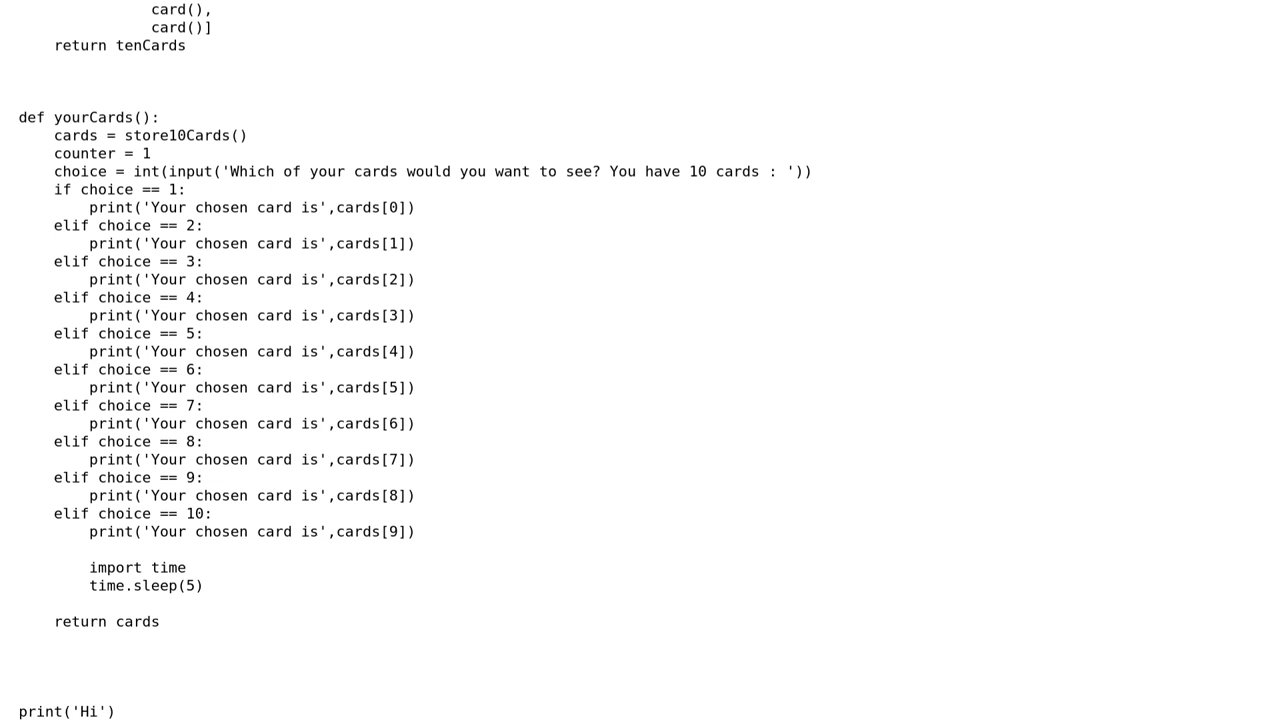 card(),
               card()]
    return tenCards
def yourCards():
    cards = store10Cards()
    counter = 1
    choice = int(input('Which of your cards would you want to see? You have 10 cards : '))
    if choice == 1:
        print('Your chosen card is',cards[0])
    elif choice == 2:
        print('Your chosen card is',cards[1])
    elif choice == 3:
        print('Your chosen card is',cards[2])
    elif choice == 4:
        print('Your chosen card is',cards[3])
    elif choice == 5:
        print('Your chosen card is',cards[4])
    elif choice == 6:
        print('Your chosen card is',cards[5])
    elif choice == 7:
        print('Your chosen card is',cards[6])
    elif choice == 8:
        print('Your chosen card is',cards[7])
    elif choice == 9:
        print('Your chosen card is',cards[8])
    elif choice == 10:
        print('Your chosen card is',cards[9])
        import time
        time.sleep(5)
    return cards
print('Hi')